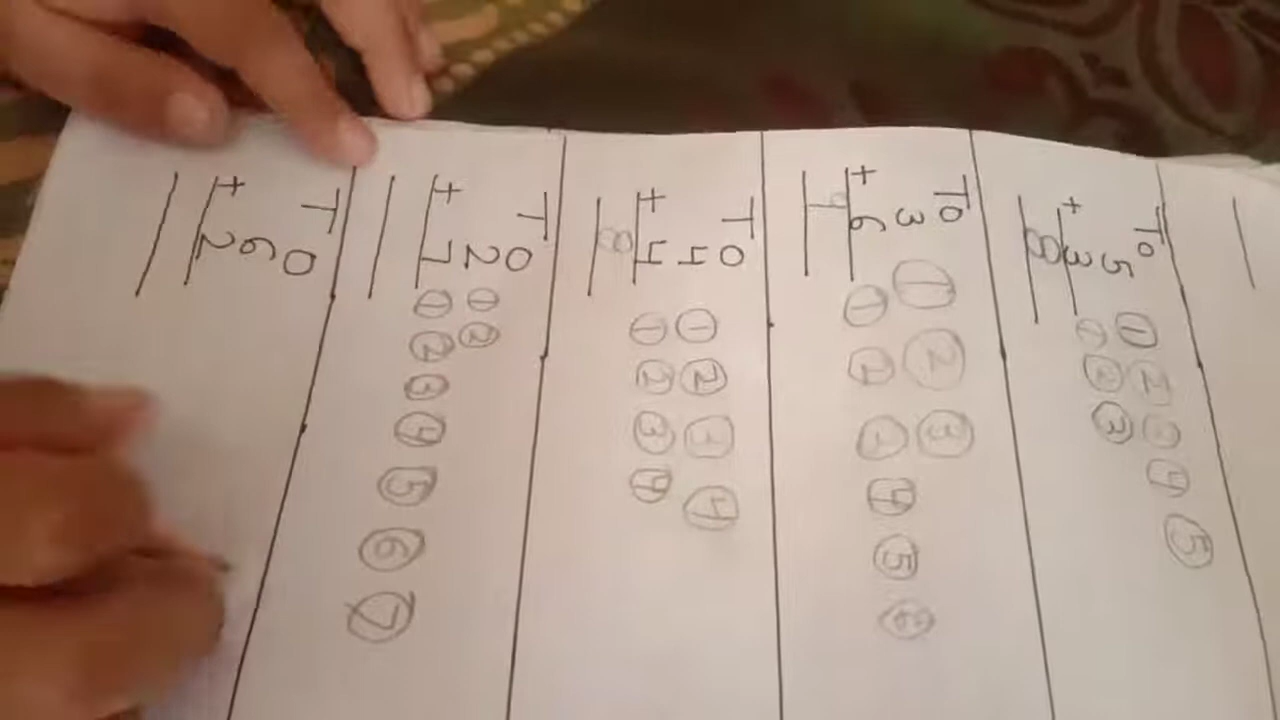 TO
5 ① ② ③ ④ ⑤
+ 3 ① ② ③
8
TO
3 ① ② ③
+ 6 ① ② ③ ④ ⑤ ⑥
T O
4 ① ② ③ ④
+ 4 ① ② ③ ④
8
T O
2 ① ②
+ 7 ① ② ③ ④ ⑤ ⑥ ⑦
T O
6
+ 2